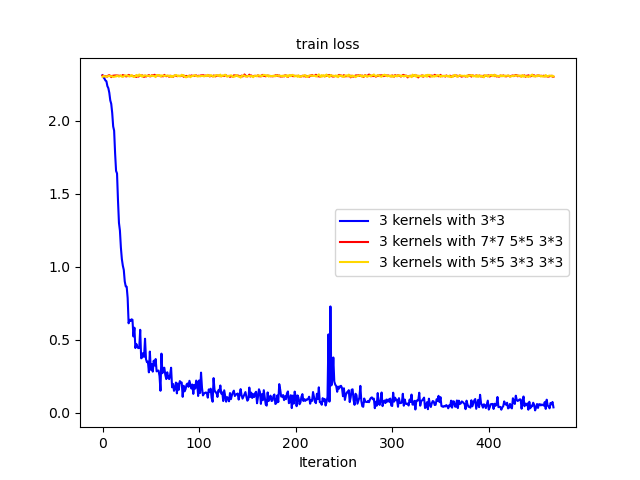 train loss
2.0
1.5
1.0
0.5
0.0
3 kernels with 3*3
3 kernels with 7*7 5*5 3*3
3 kernels with 5*5 3*3 3*3
0 100 200 300 400
Iteration